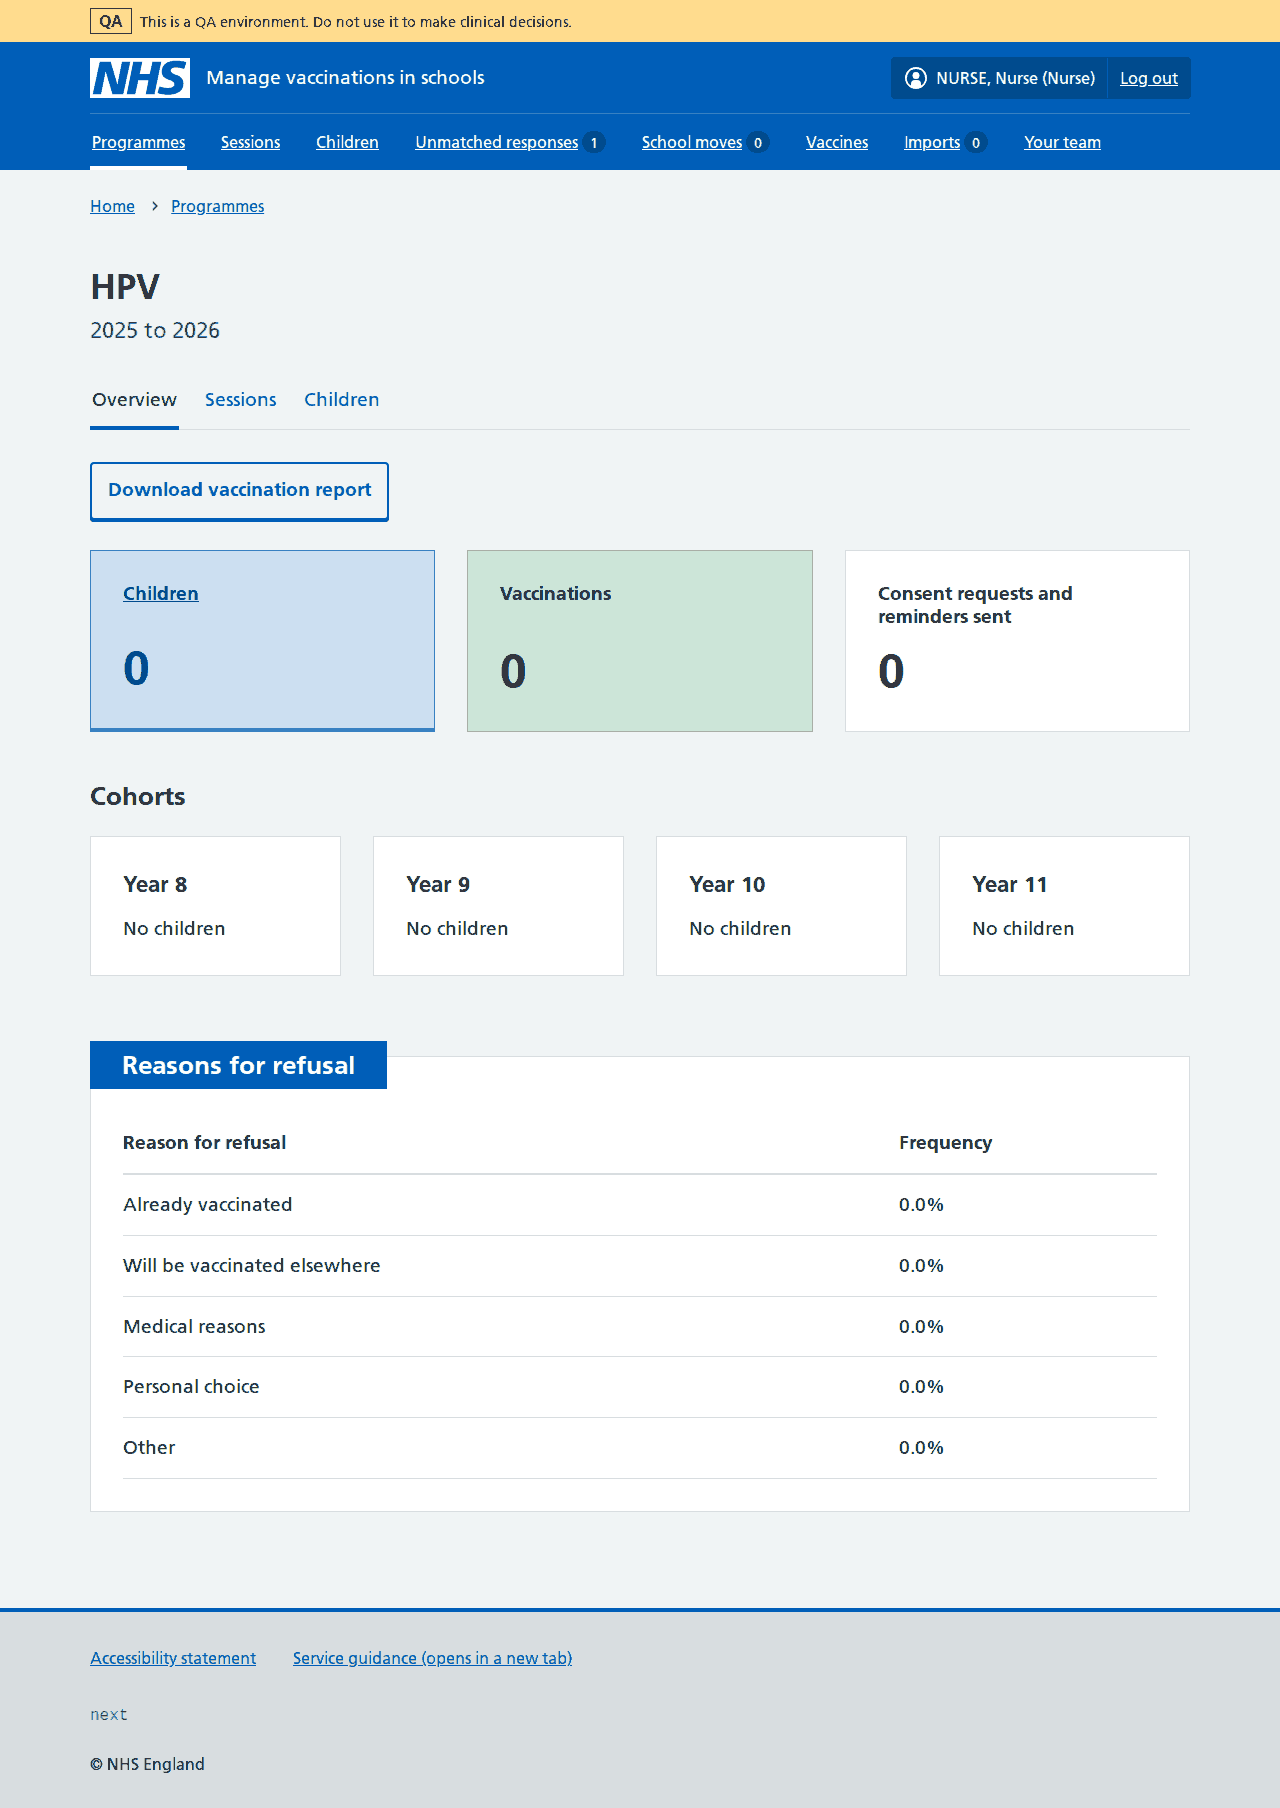 QA This is a QA environment. Do not use it to make clinical decisions.
NHS Manage vaccinations in schools NURSE, Nurse (Nurse) Log out
Programmes Sessions Children Unmatched responses 1 School moves 0 Vaccines Imports 0 Your team
Home Programmes
HPV
2025 to 2026
Overview Sessions Children
Download vaccination report
Children
0
Vaccinations
0
Consent requests and
reminders sent
0
Cohorts
Year 8
No children
Year 9
No children
Year 10
No children
Year 11
No children
Reasons for refusal
Reason for refusal Frequency
Already vaccinated 0.0%
Will be vaccinated elsewhere 0.0%
Medical reasons 0.0%
Personal choice 0.0%
Other 0.0%
Accessibility statement Service guidance (opens in a new tab)
next
© NHS England